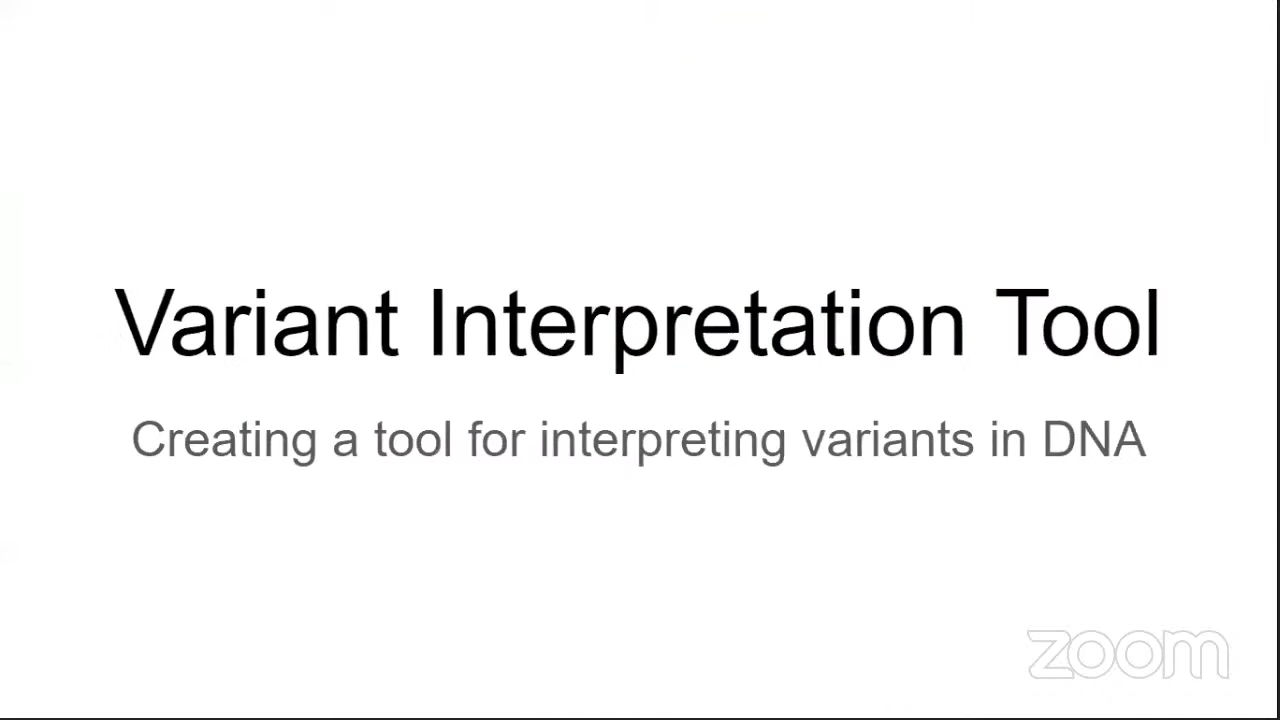 Variant Interpretation Tool
Creating a tool for interpreting variants in DNA
zoom